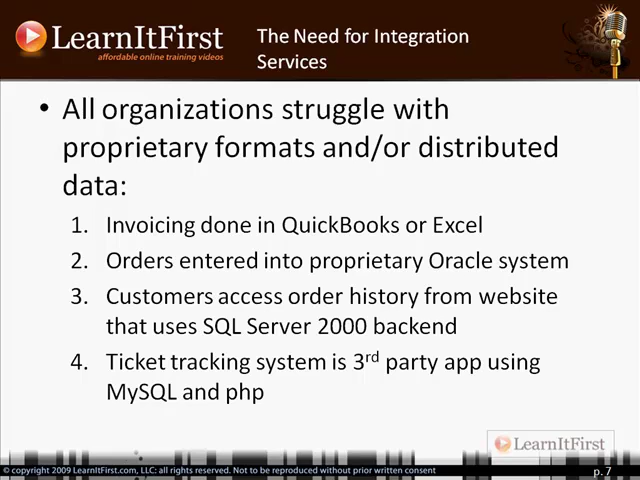 LearnItFirst
affordable online training videos
The Need for Integration
Services
• All organizations struggle with
proprietary formats and/or distributed
data:
1. Invoicing done in QuickBooks or Excel
2. Orders entered into proprietary Oracle system
3. Customers access order history from website
that uses SQL Server 2000 backend
4. Ticket tracking system is 3rd party app using
MySQL and php
LearnItFirst
© copyright 2009 LearnItFirst.com, LLC: all rights reserved. Not to be reproduced without prior written consent
p.7